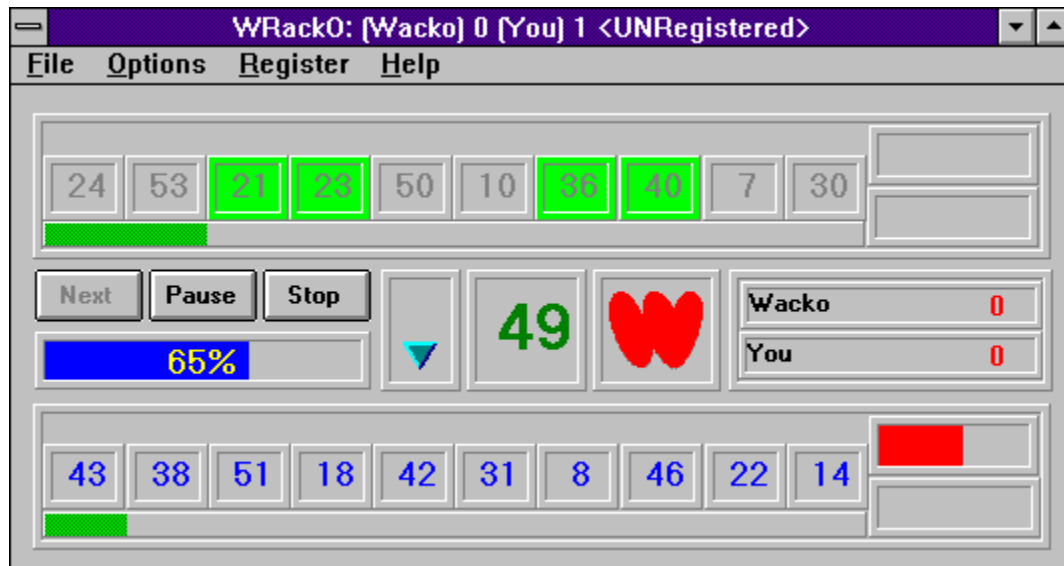 WRackO: (Wacko) 0 (You) 1 <UNRegistered>
File Options Register Help
24 53 21 23 50 10 36 40 7 30
Next Pause Stop
65%
49
W
Wacko 0
You 0
43 38 51 18 42 31 8 46 22 14